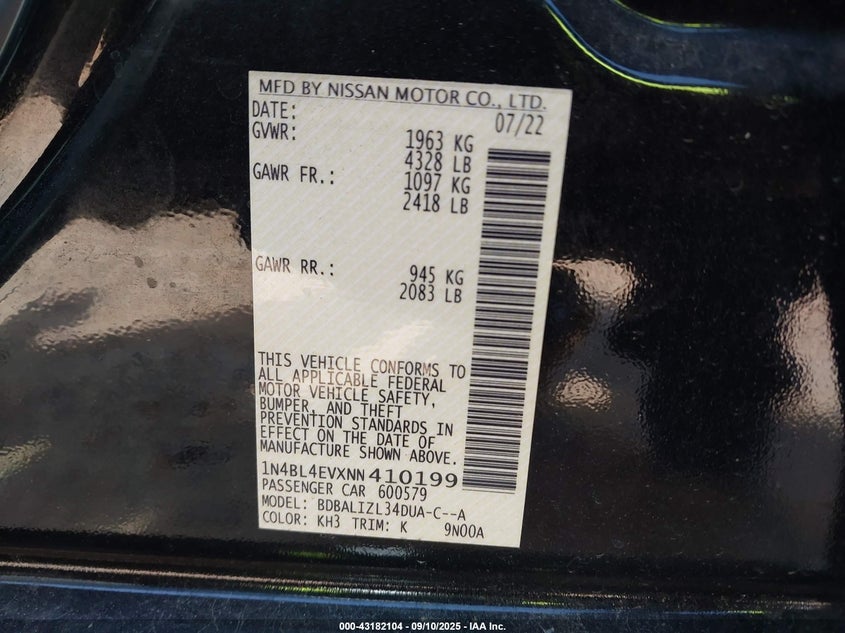 MFD BY NISSAN MOTOR CO., LTD.
DATE: 07/22
GVWR: 1963 KG
4328 LB
GAWR FR.: 1097 KG
2418 LB
GAWR RR.: 945 KG
2083 LB
THIS VEHICLE CONFORMS TO
ALL APPLICABLE FEDERAL
MOTOR VEHICLE SAFETY,
BUMPER, AND THEFT
PREVENTION STANDARDS IN
EFFECT ON THE DATE OF
MANUFACTURE SHOWN ABOVE.
1N4BL4EVXNN410199
PASSENGER CAR 600579
MODEL: BDBALIZL34DUA-C--A
COLOR: KH3 TRIM: K 9N00A
000-43182104 - 09/10/2025 - IAA Inc.